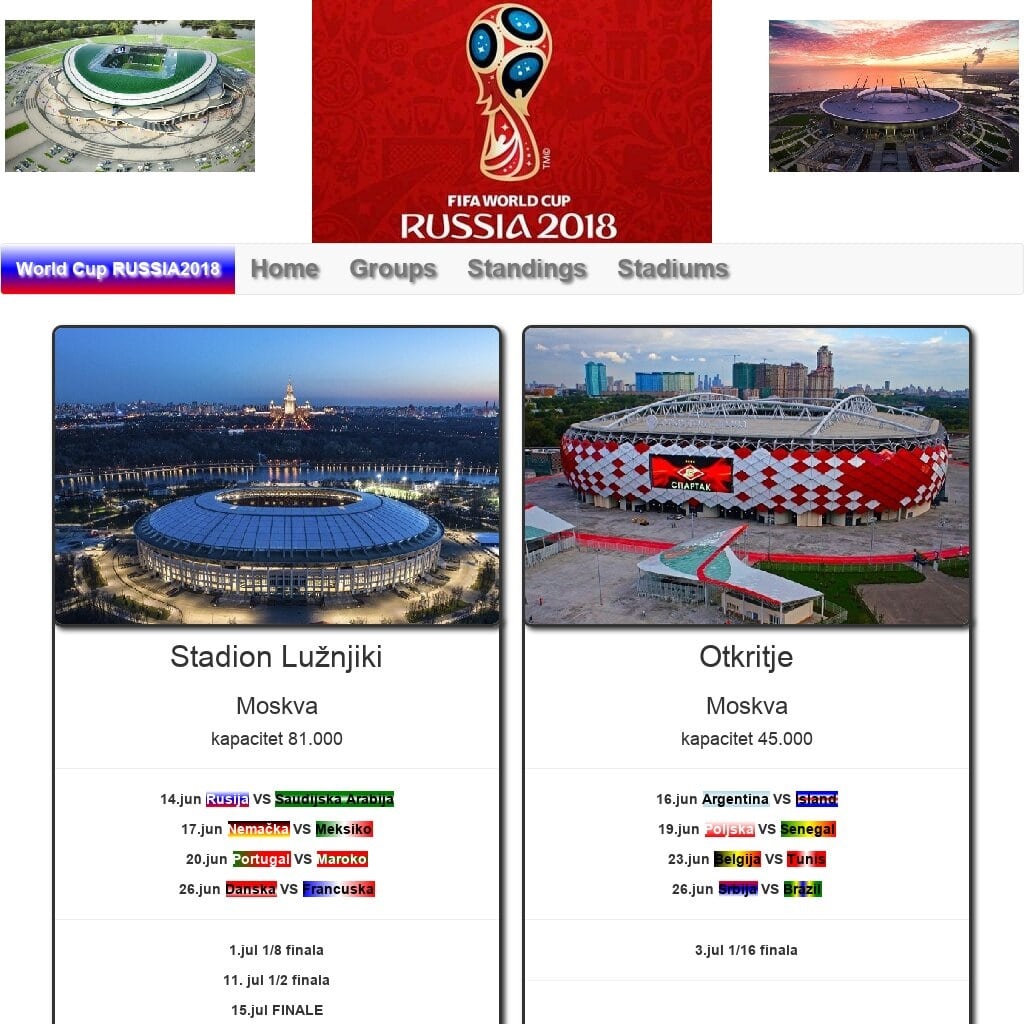 TM©
FIFA WORLD CUP
RUSSIA 2018
World Cup RUSSIA2018 Home Groups Standings Stadiums
СПАРТАК
Stadion Lužnjiki
Moskva
kapacitet 81.000
14.jun Rusija VS Saudijska Arabija
17.jun Nemačka VS Meksiko
20.jun Portugal VS Maroko
26.jun Danska VS Francuska
1.jul 1/8 finala
11. jul 1/2 finala
15.jul FINALE
Otkritje
Moskva
kapacitet 45.000
16.jun Argentina VS Island
19.jun Poljska VS Senegal
23.jun Belgija VS Tunis
26.jun Srbija VS Brazil
3.jul 1/16 finala